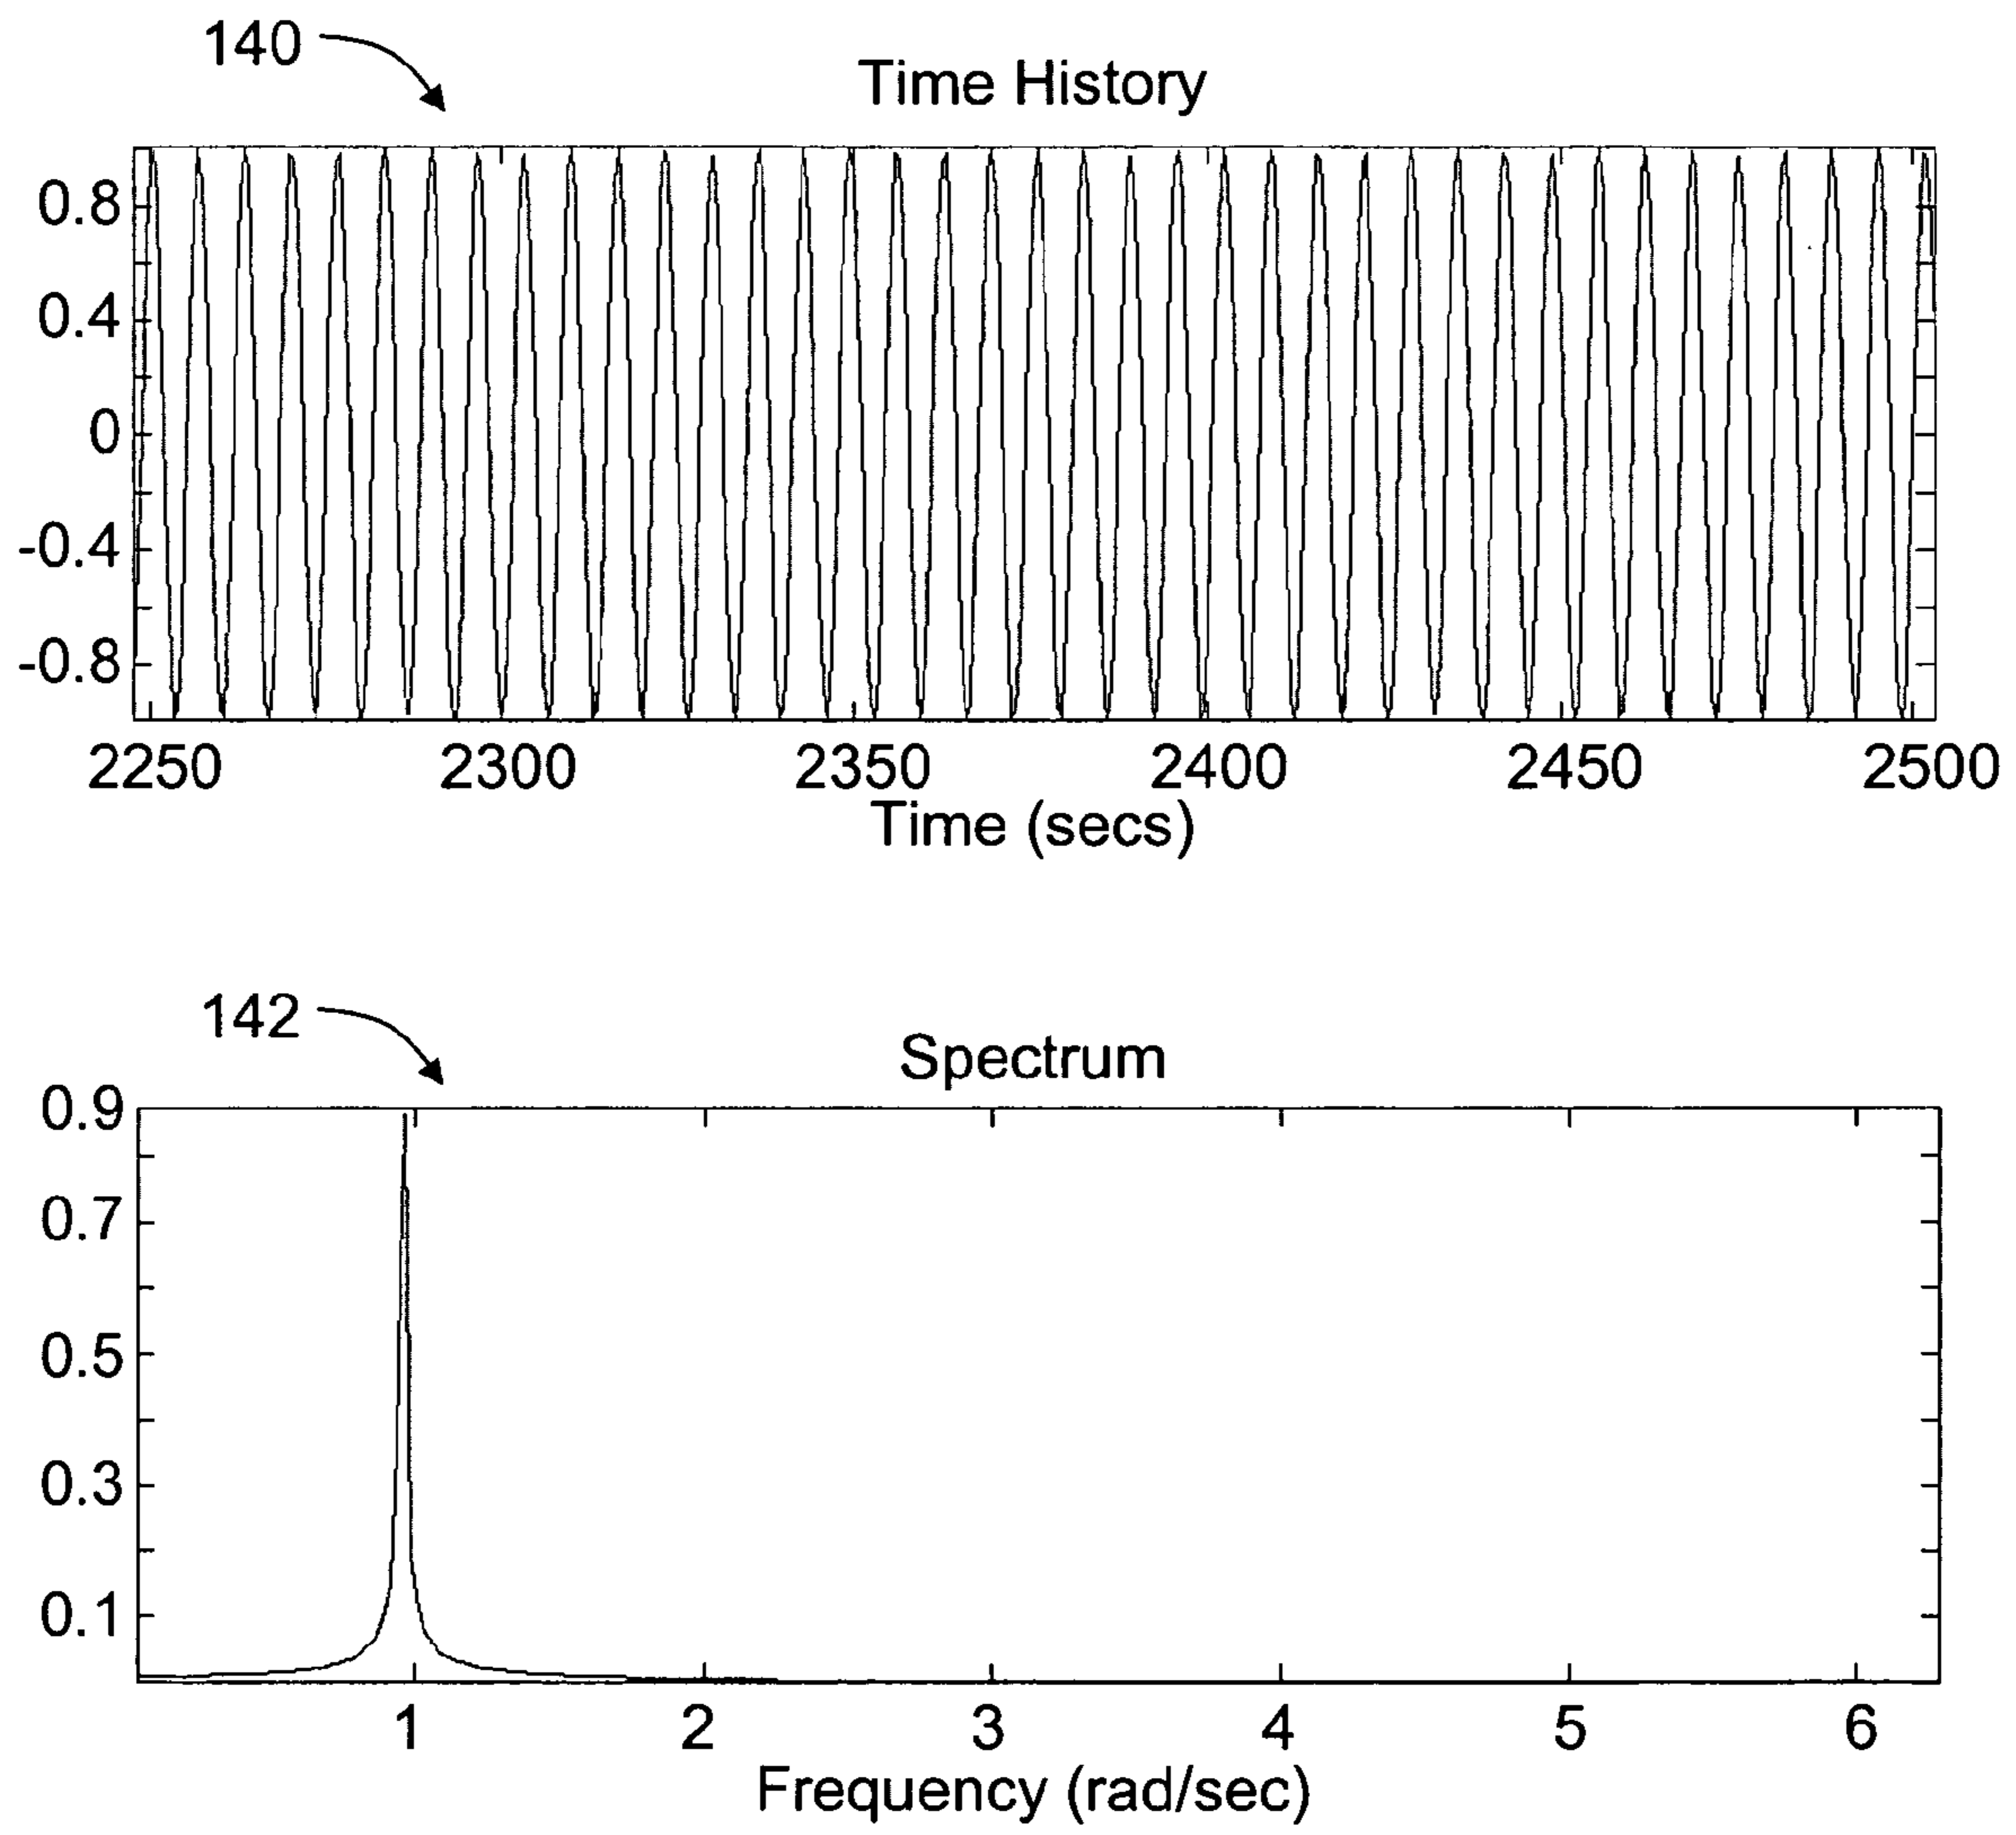 140
Time History
0.8
0.4
0
-0.4
-0.8
2250 2300 2350 2400 2450 2500
Time (secs)
142
Spectrum
0.9
0.7
0.5
0.3
0.1
1 2 3 4 5 6
Frequency (rad/sec)